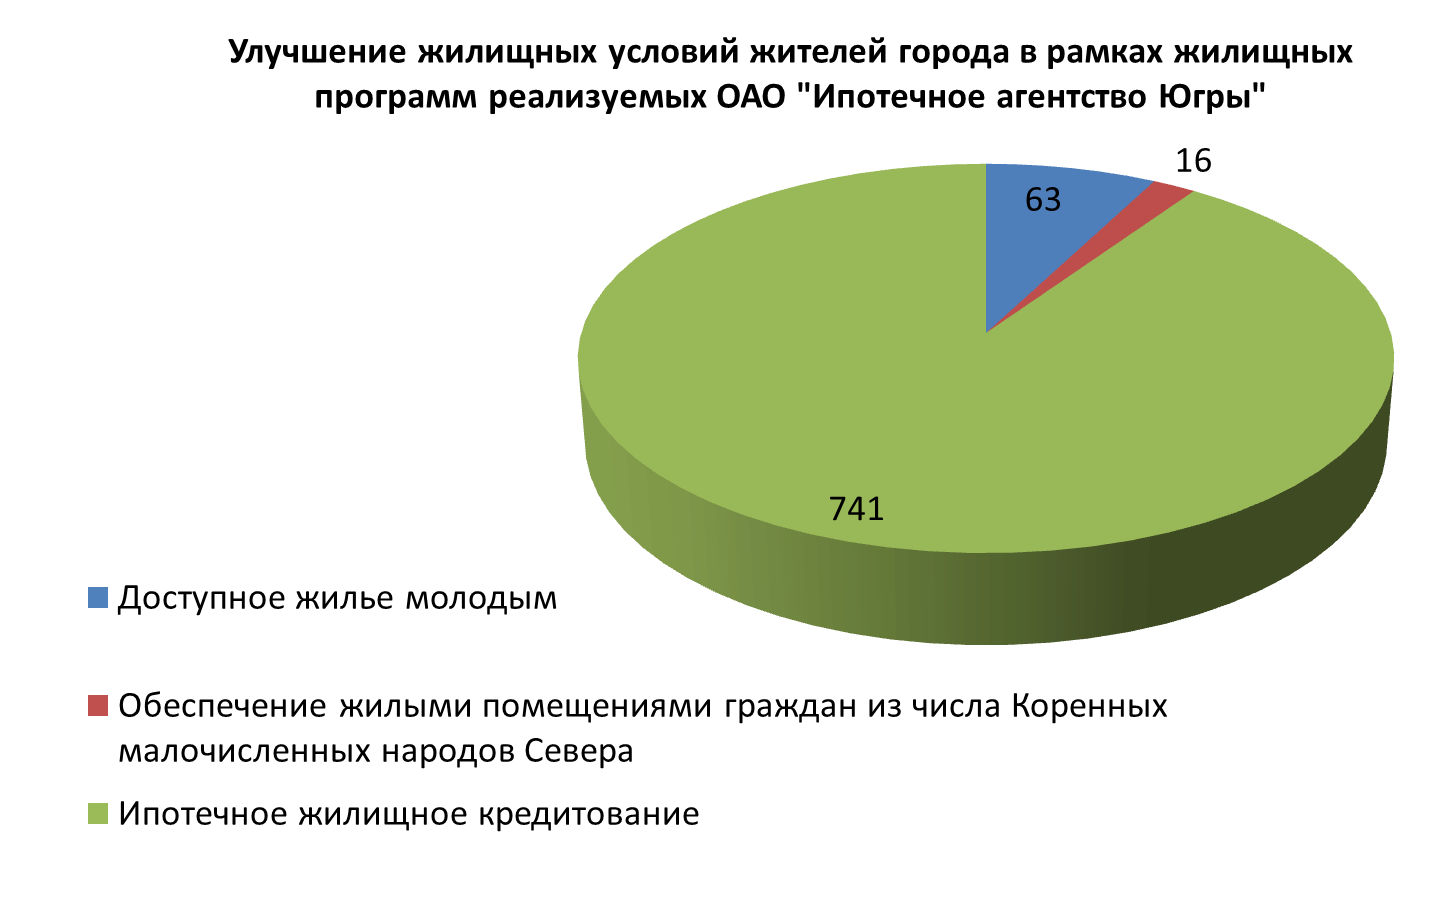 Улучшение жилищных условий жителей города в рамках жилищных
программ реализуемых ОАО "Ипотечное агентство Югры"
16
63
741
Доступное жилье молодым
Обеспечение жилыми помещениями граждан из числа Коренных
малочисленных народов Севера
Ипотечное жилищное кредитование